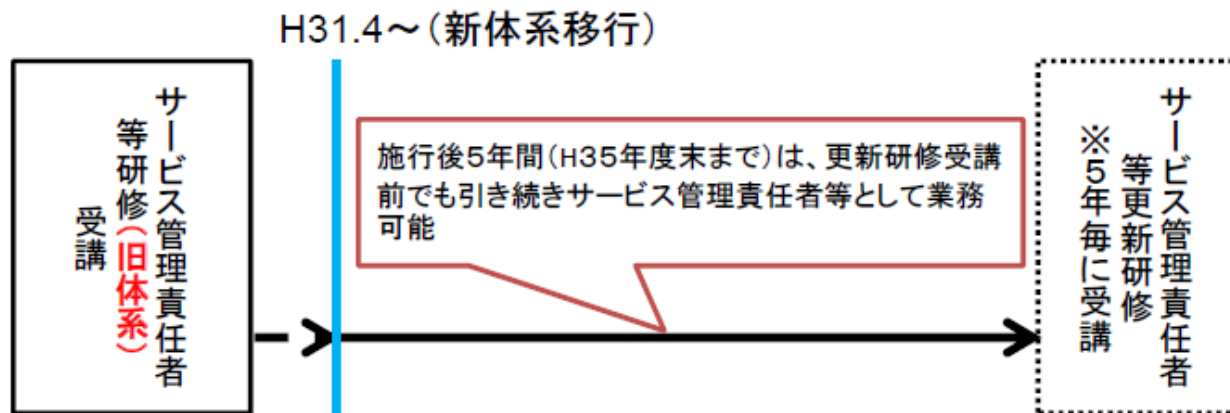 H31.4～(新体系移行)
サービス管理責任者
等研修(旧体系)
受講
施行後5年間(H35年度末まで)は、更新研修受講
前でも引き続きサービス管理責任者等として業務
可能
サービス管理責任者
等更新研修
※5年毎に受講